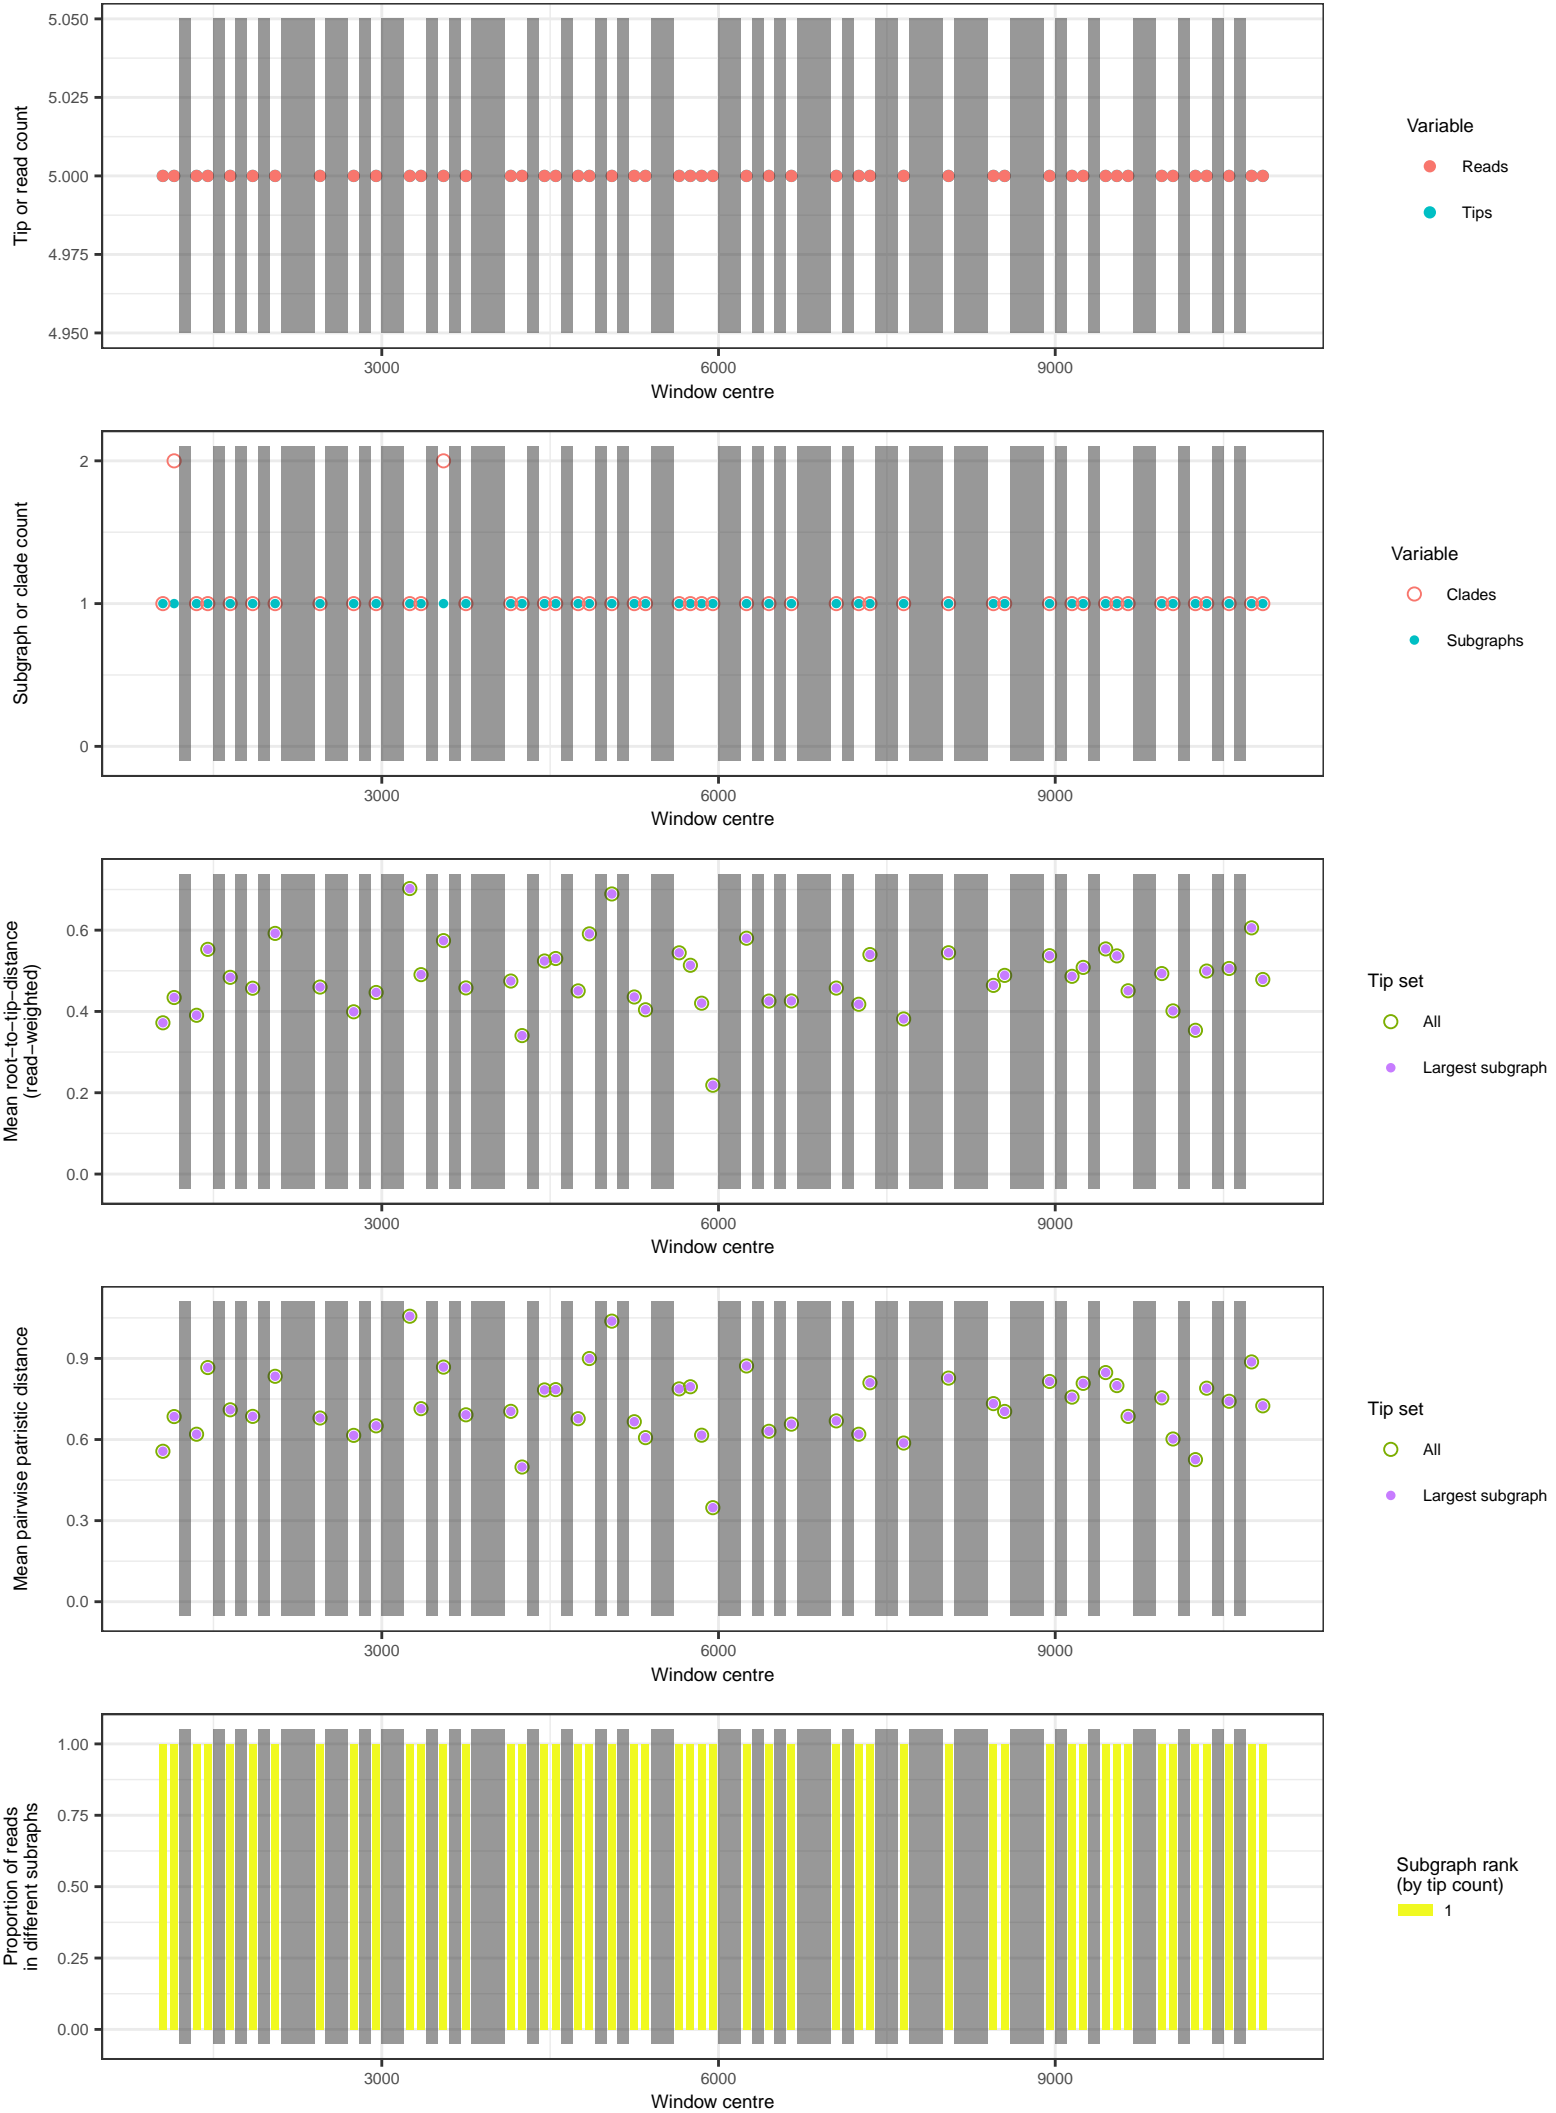 5.050
5.025
5.000
4.975
4.950
Tip or read count
3000
6000
9000
Window centre
Variable
Reads
Tips
2
1
0
Subgraph or clade count
3000
6000
9000
Window centre
Variable
Clades
Subgraphs
0.6
0.4
0.2
0.0
Mean root−to−tip−distance
(read−weighted)
3000
6000
9000
Window centre
Tip set
All
Largest subgraph
0.9
0.6
0.3
0.0
Mean pairwise patristic distance
3000
6000
9000
Window centre
Tip set
All
Largest subgraph
1.00
0.75
0.50
0.25
0.00
Proportion of reads
in different subraphs
3000
6000
9000
Window centre
Subgraph rank
(by tip count)
1